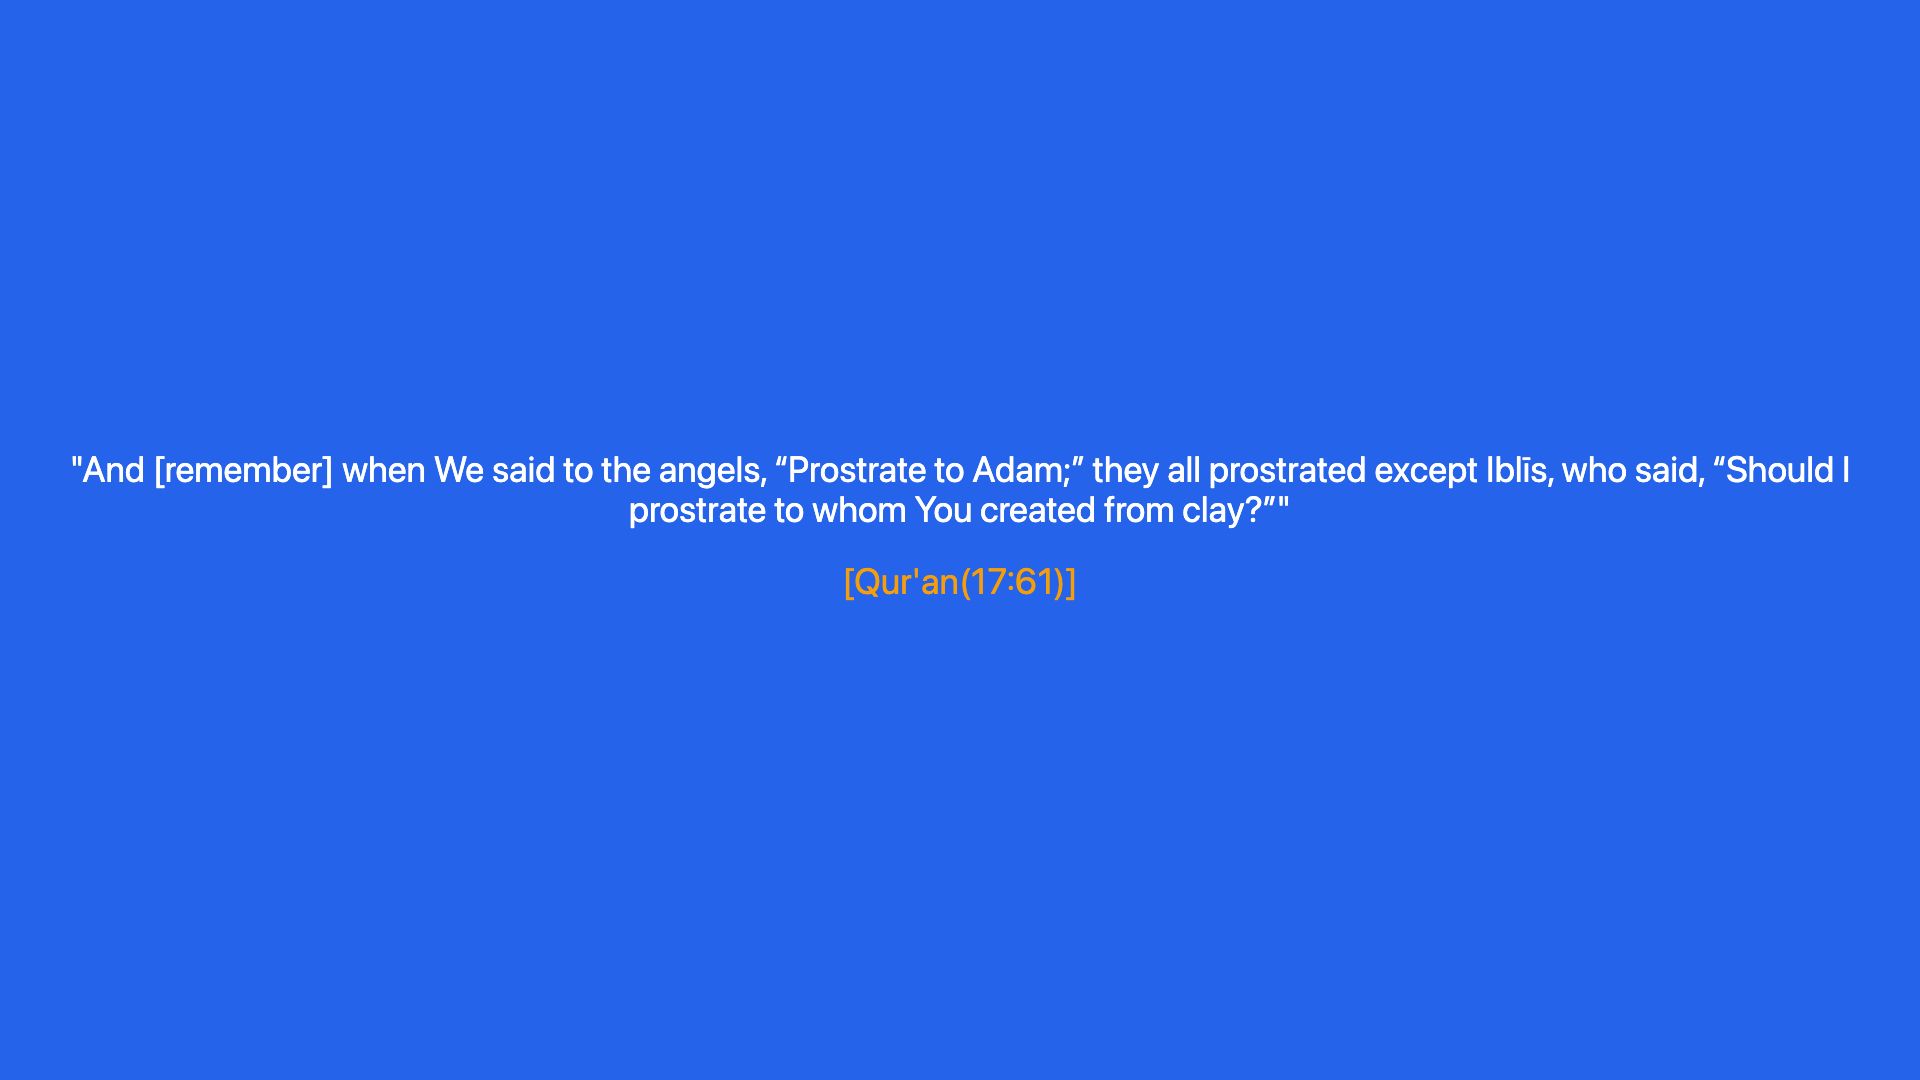 "And [remember] when We said to the angels, “Prostrate to Adam;” they all prostrated except Iblīs, who said, “Should I
prostrate to whom You created from clay?”"
[Qur'an(17:61)]